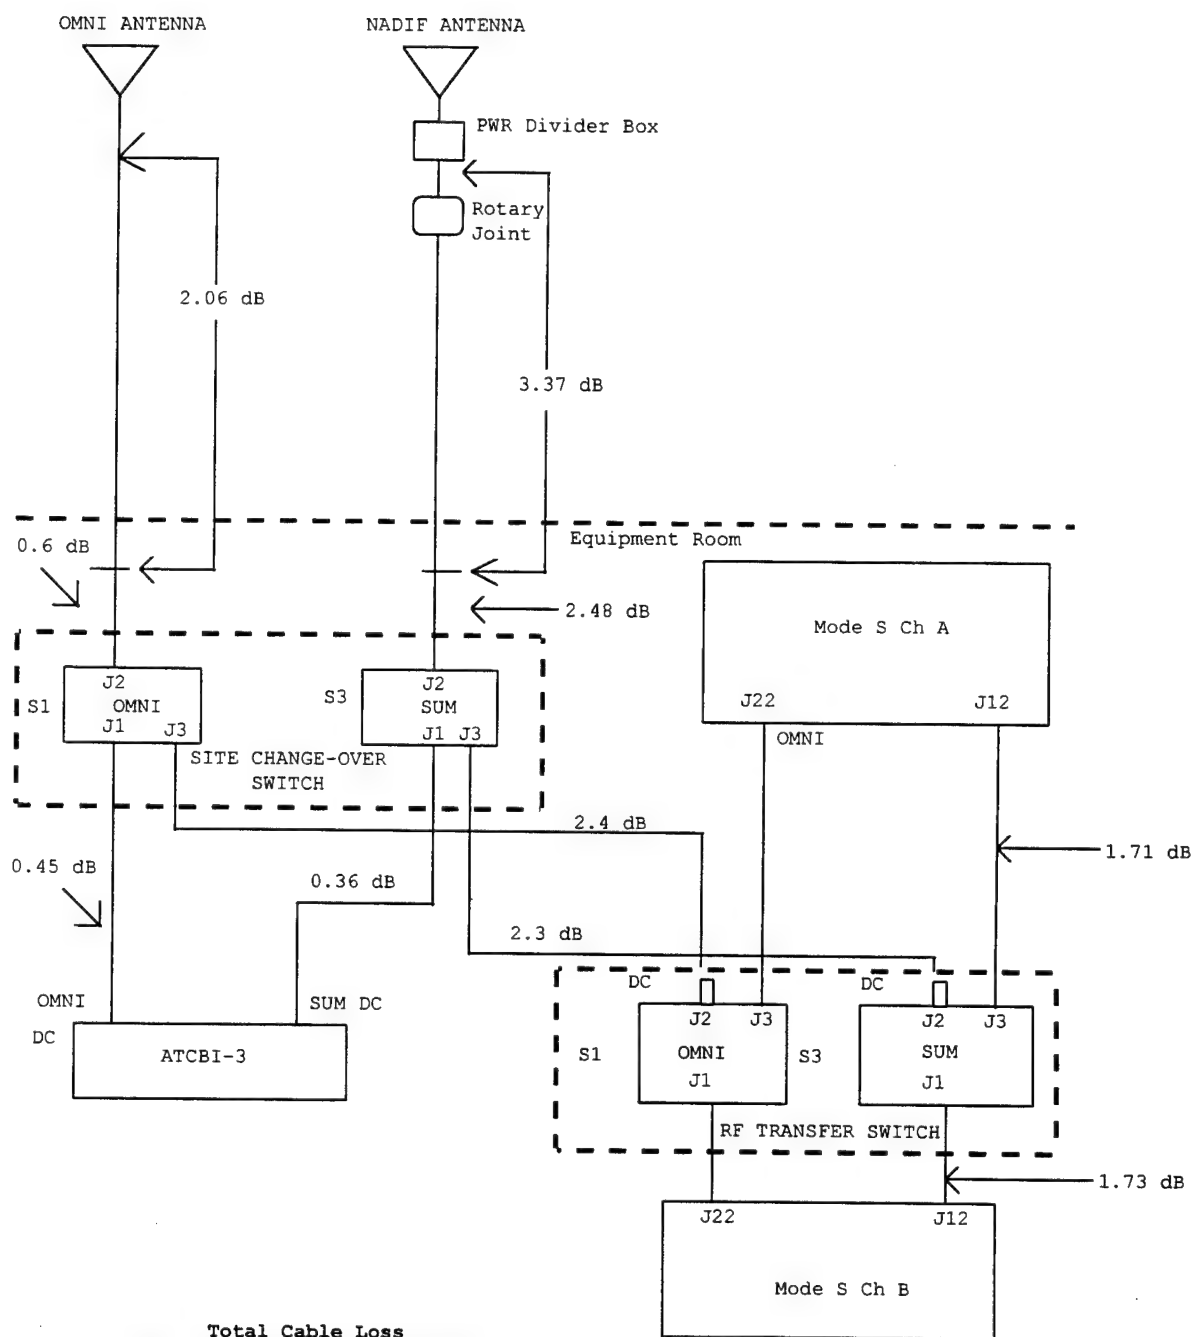 OMNI ANTENNA
NADIF ANTENNA
PWR Divider Box
Rotary
Joint
2.06 dB
3.37 dB
Equipment Room
0.6 dB
2.48 dB
Mode S Ch A
J22
J12
OMNI
S1
J2
OMNI
J1
J3
S3
J2
SUM
J1
J3
SITE CHANGE-OVER
SWITCH
2.4 dB
1.71 dB
0.45 dB
0.36 dB
2.3 dB
OMNI
DC
SUM DC
ATCBI-3
DC
DC
S1
J2
J3
OMNI
J1
S3
J2
J3
SUM
J1
RF TRANSFER SWITCH
1.73 dB
J22
J12
Mode S Ch B
Total Cable Loss